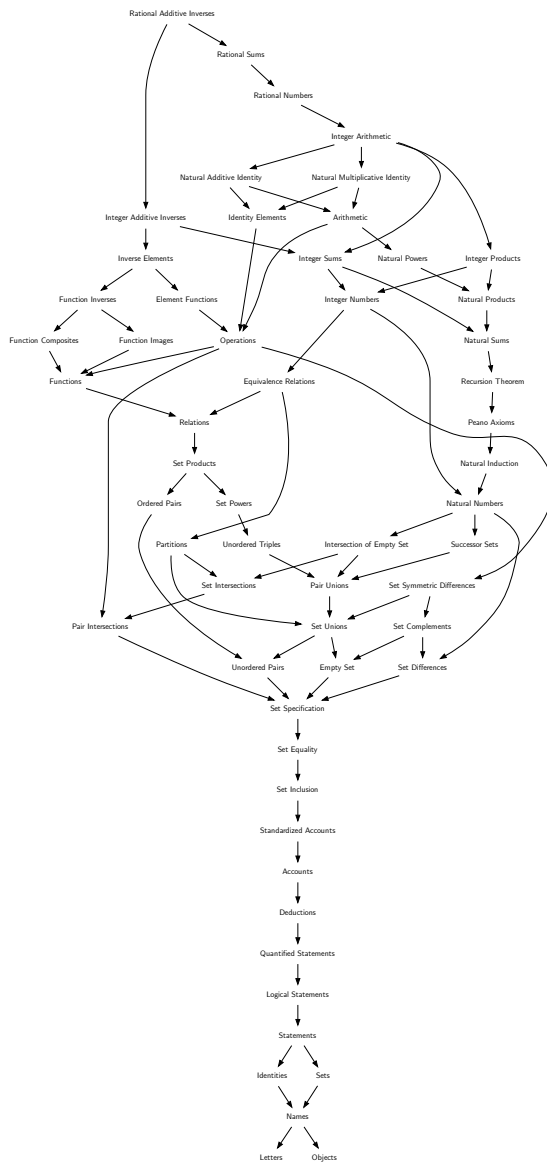 Rational Additive Inverses
Rational Sums
Rational Numbers
Integer Arithmetic
Natural Additive Identity
Natural Multiplicative Identity
Integer Additive Inverses
Identity Elements
Arithmetic
Inverse Elements
Integer Sums
Natural Powers
Integer Products
Function Inverses
Element Functions
Integer Numbers
Natural Products
Function Composites
Function Images
Operations
Natural Sums
Functions
Equivalence Relations
Recursion Theorem
Relations
Peano Axioms
Set Products
Natural Induction
Ordered Pairs
Set Powers
Natural Numbers
Partitions
Unordered Triples
Intersection of Empty Set
Successor Sets
Set Intersections
Pair Unions
Set Symmetric Differences
Pair Intersections
Set Unions
Set Complements
Unordered Pairs
Empty Set
Set Differences
Set Specification
Set Equality
Set Inclusion
Standardized Accounts
Accounts
Deductions
Quantified Statements
Logical Statements
Statements
Identities
Sets
Names
Letters
Objects